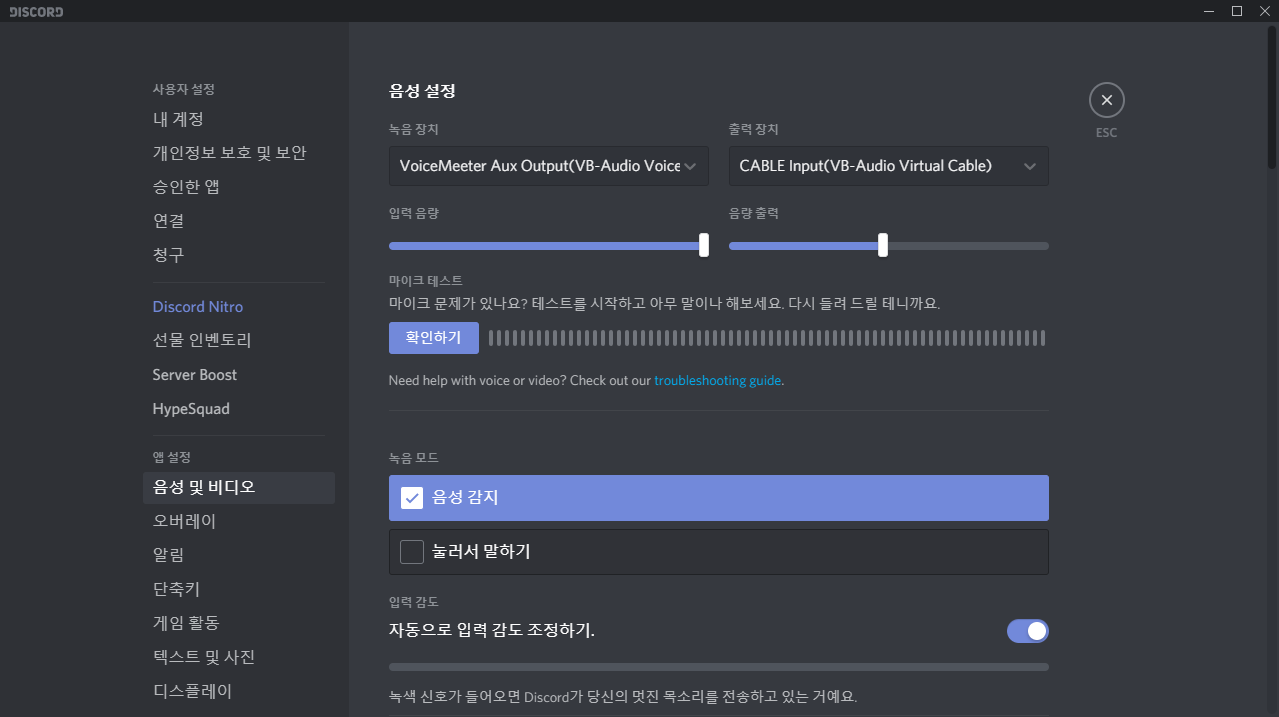 DISCORD
사용자 설정
내 계정
개인정보 보호 및 보안
승인한 앱
연결
청구
Discord Nitro
선물 인벤토리
Server Boost
HypeSquad
앱 설정
음성 및 비디오
오버레이
알림
단축키
게임 활동
텍스트 및 사진
디스플레이
음성 설정
ESC
녹음 장치
출력 장치
VoiceMeeter Aux Output(VB-Audio Voice
CABLE Input(VB-Audio Virtual Cable)
입력 음량
음량 출력
마이크 테스트
마이크 문제가 있나요? 테스트를 시작하고 아무 말이나 해보세요. 다시 들려 드릴 테니까요.
확인하기
Need help with voice or video? Check out our troubleshooting guide.
녹음 모드
음성 감지
눌러서 말하기
입력 감도
자동으로 입력 감도 조정하기.
녹색 신호가 들어오면 Discord가 당신의 멋진 목소리를 전송하고 있는 거예요.